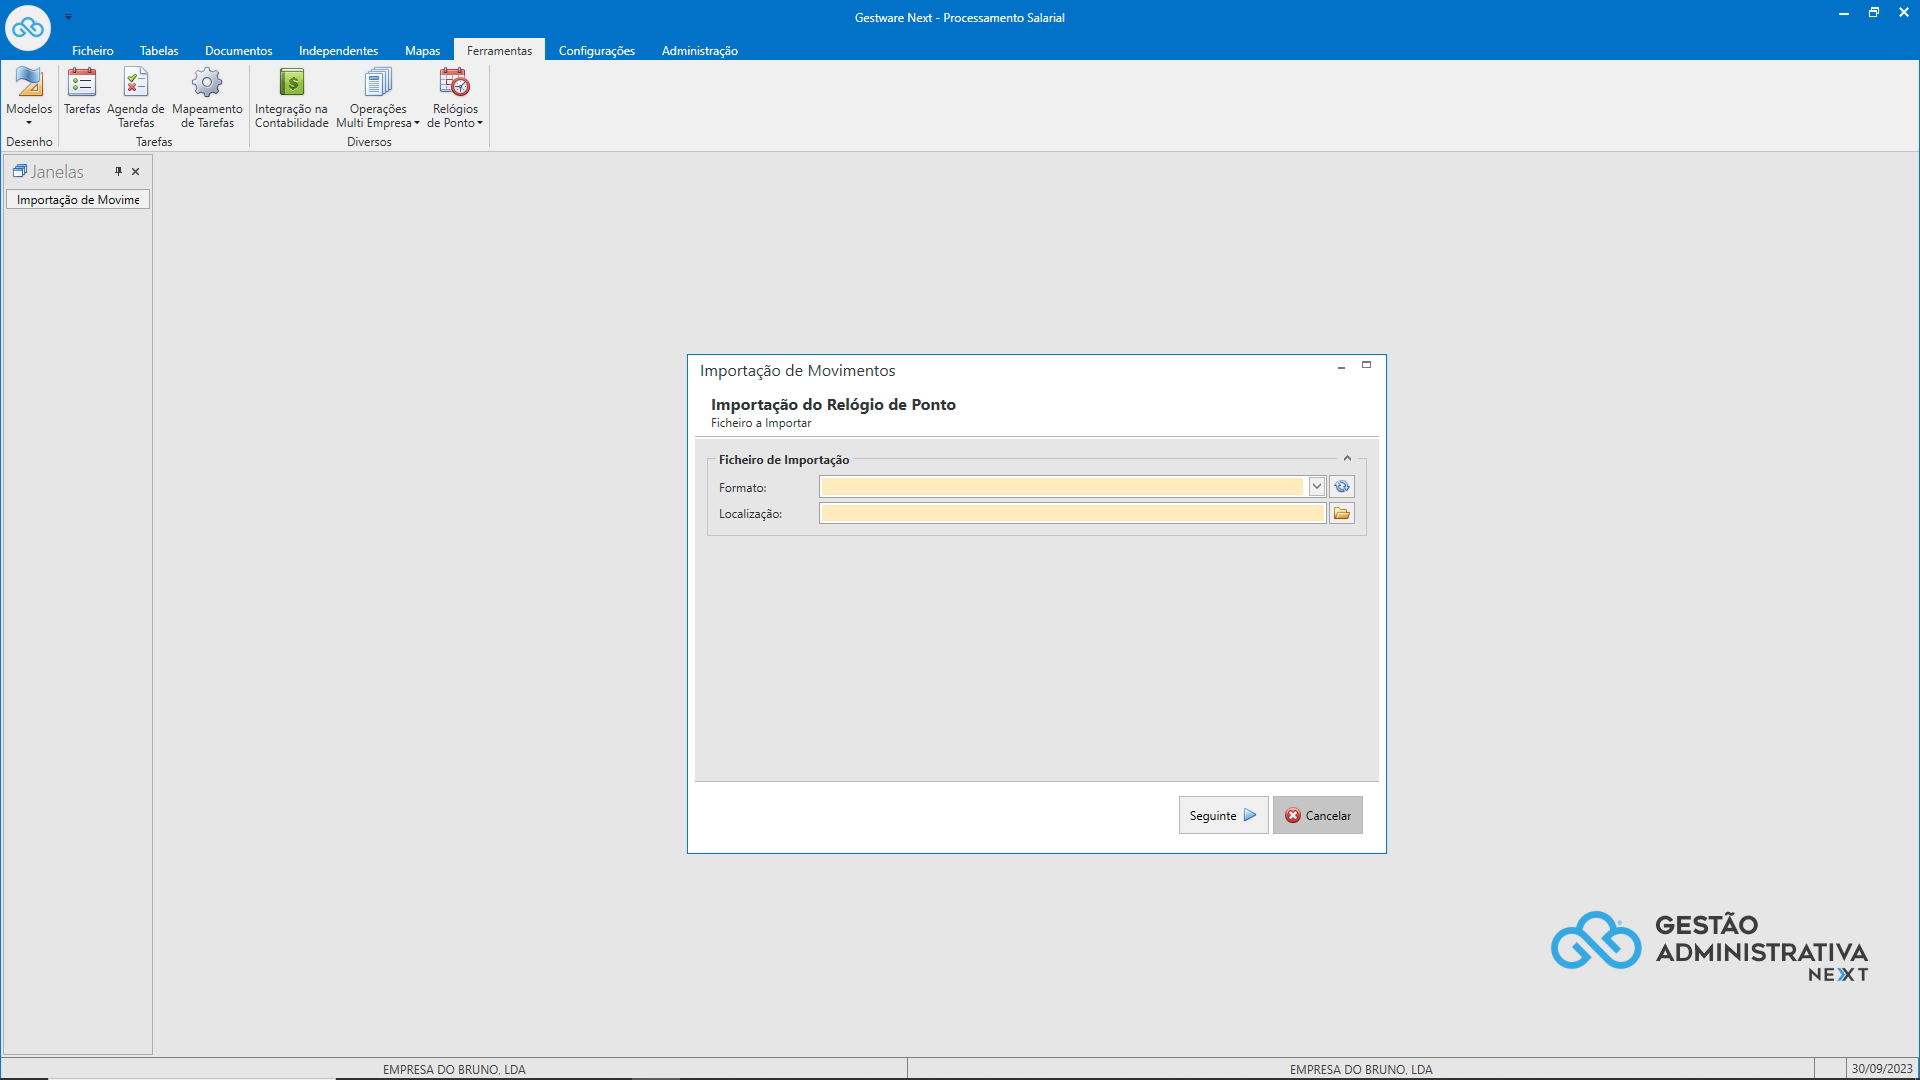 Gestware Next - Processamento Salarial
Ficheiro Tabelas Documentos Independentes Mapas Ferramentas Configurações Administração
Modelos
Desenho
Tarefas
Agenda de
Tarefas
Mapeamento
de Tarefas
Tarefas
Integração na
Contabilidade
Operações
Multi Empresa
Relógios
de Ponto
Diversos
Janelas
Importação de Movime
Importação de Movimentos
Importação do Relógio de Ponto
Ficheiro a Importar
Ficheiro de Importação
Formato:
Localização:
Seguinte
Cancelar
GESTÃO
ADMINISTRATIVA
NEXT
EMPRESA DO BRUNO, LDA
EMPRESA DO BRUNO, LDA
30/09/2023